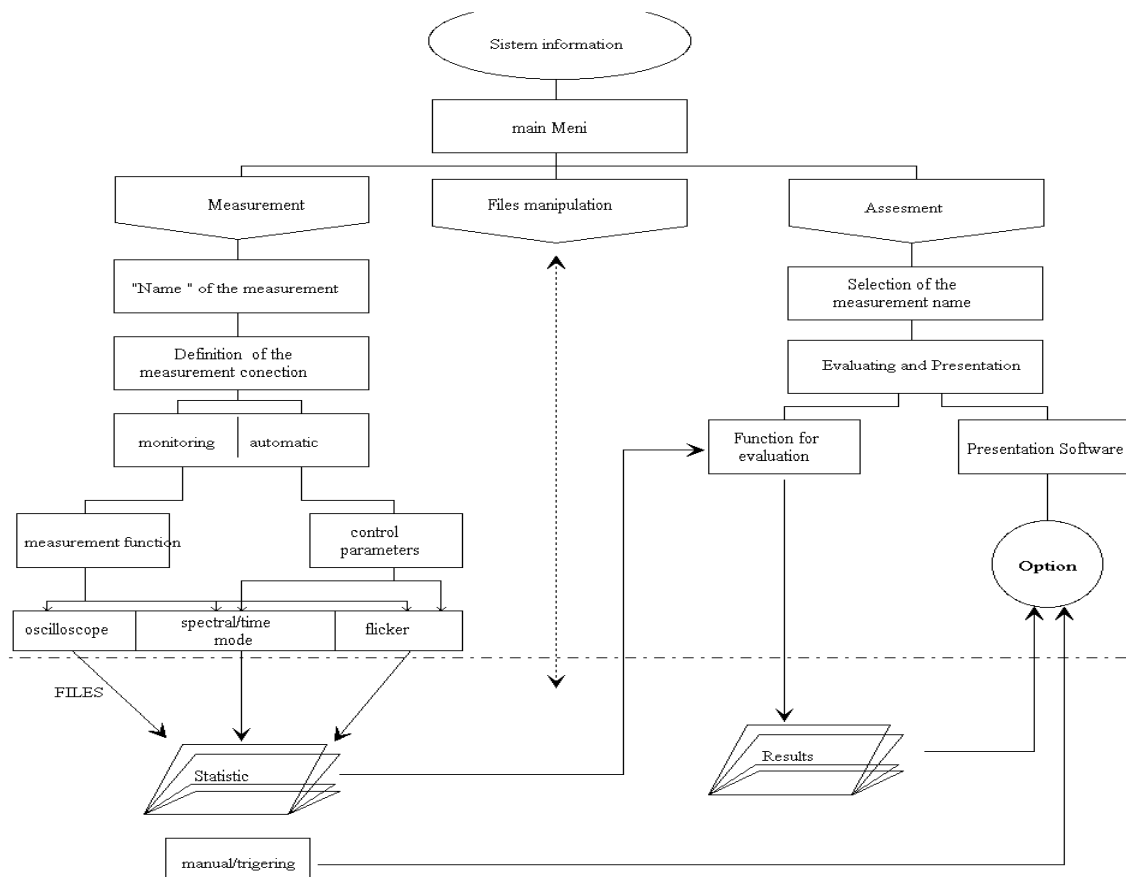 Sistem information
main Meni
Measurement
Files manipulation
Assesment
"Name " of the measurement
Selection of the
measurement name
Definition of the
measurement conection
Evaluating and Presentation
monitoring
automatic
Function for
evaluation
Presentation Software
measurement function
control
parameters
Option
oscilloscope
spectral/time
mode
flicker
FILES
Statistic
Results
manual/trigering